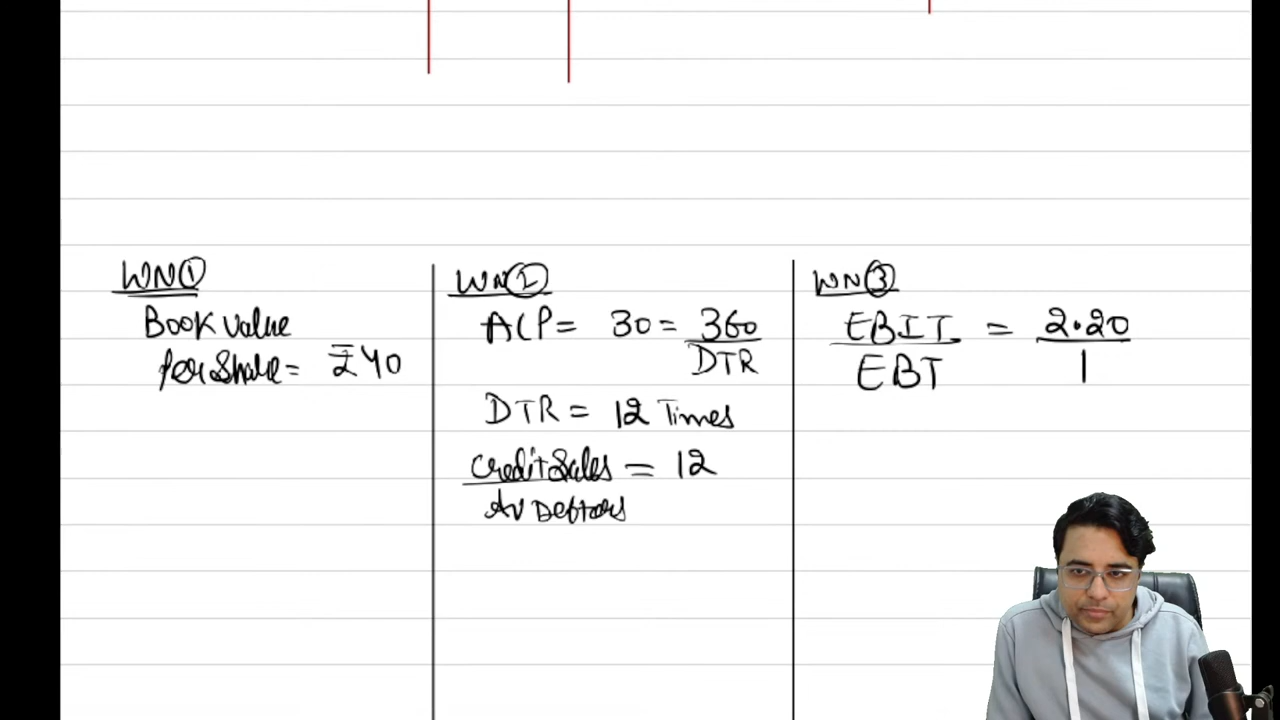 WN①
Book Value
Per Share = ₹40
WN②
ACP = 30 = 360
DTR
DTR = 12 Times
Credit Sales = 12
Av Debtors
WN③
EBIT = 2.20
EBT 1